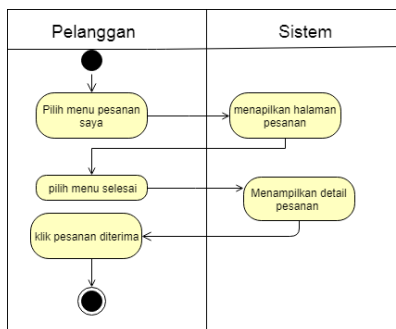 Pelanggan
Sistem
Pilih menu pesanan
saya
menapilkan halaman
pesanan
pilih menu selesai
Menampilkan detail
pesanan
klik pesanan diterima